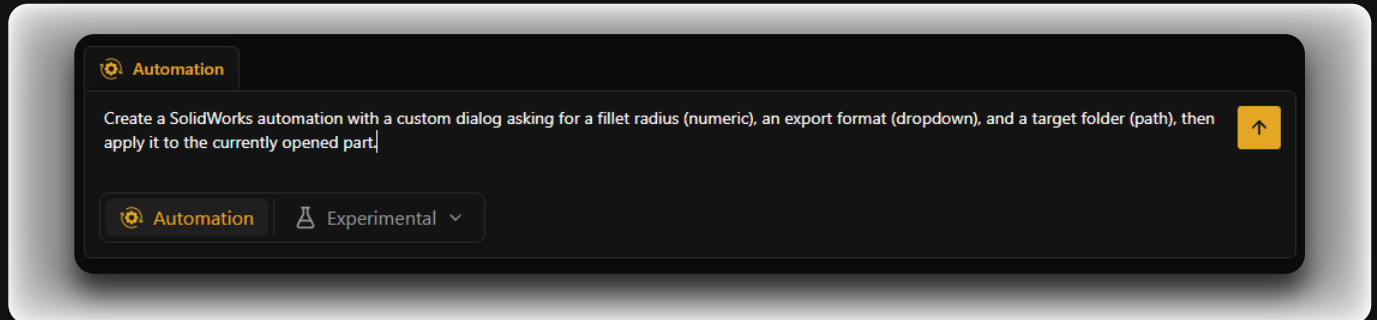 Automation
Create a SolidWorks automation with a custom dialog asking for a fillet radius (numeric), an export format (dropdown), and a target folder (path), then
apply it to the currently opened part.
Automation
Experimental